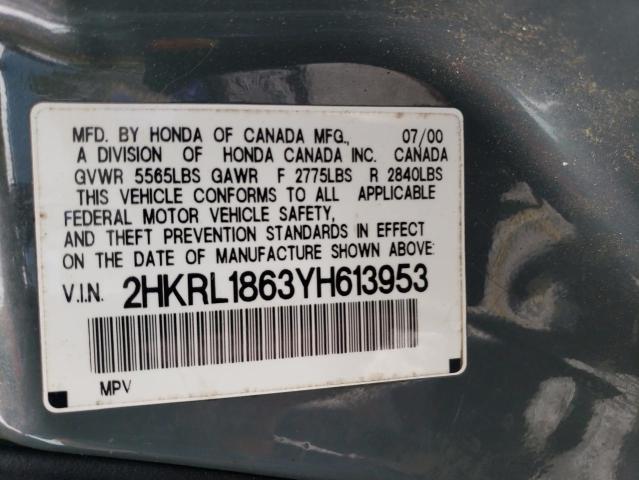 MFD. BY HONDA OF CANADA MFG., 07/00
A DIVISION OF HONDA CANADA INC. CANADA
GVWR 5565LBS GAWR F 2775LBS R 2840LBS
THIS VEHICLE CONFORMS TO ALL APPLICABLE
FEDERAL MOTOR VEHICLE SAFETY,
AND THEFT PREVENTION STANDARDS IN EFFECT
ON THE DATE OF MANUFACTURE SHOWN ABOVE:
V.I.N. 2HKRL1863YH613953
MPV